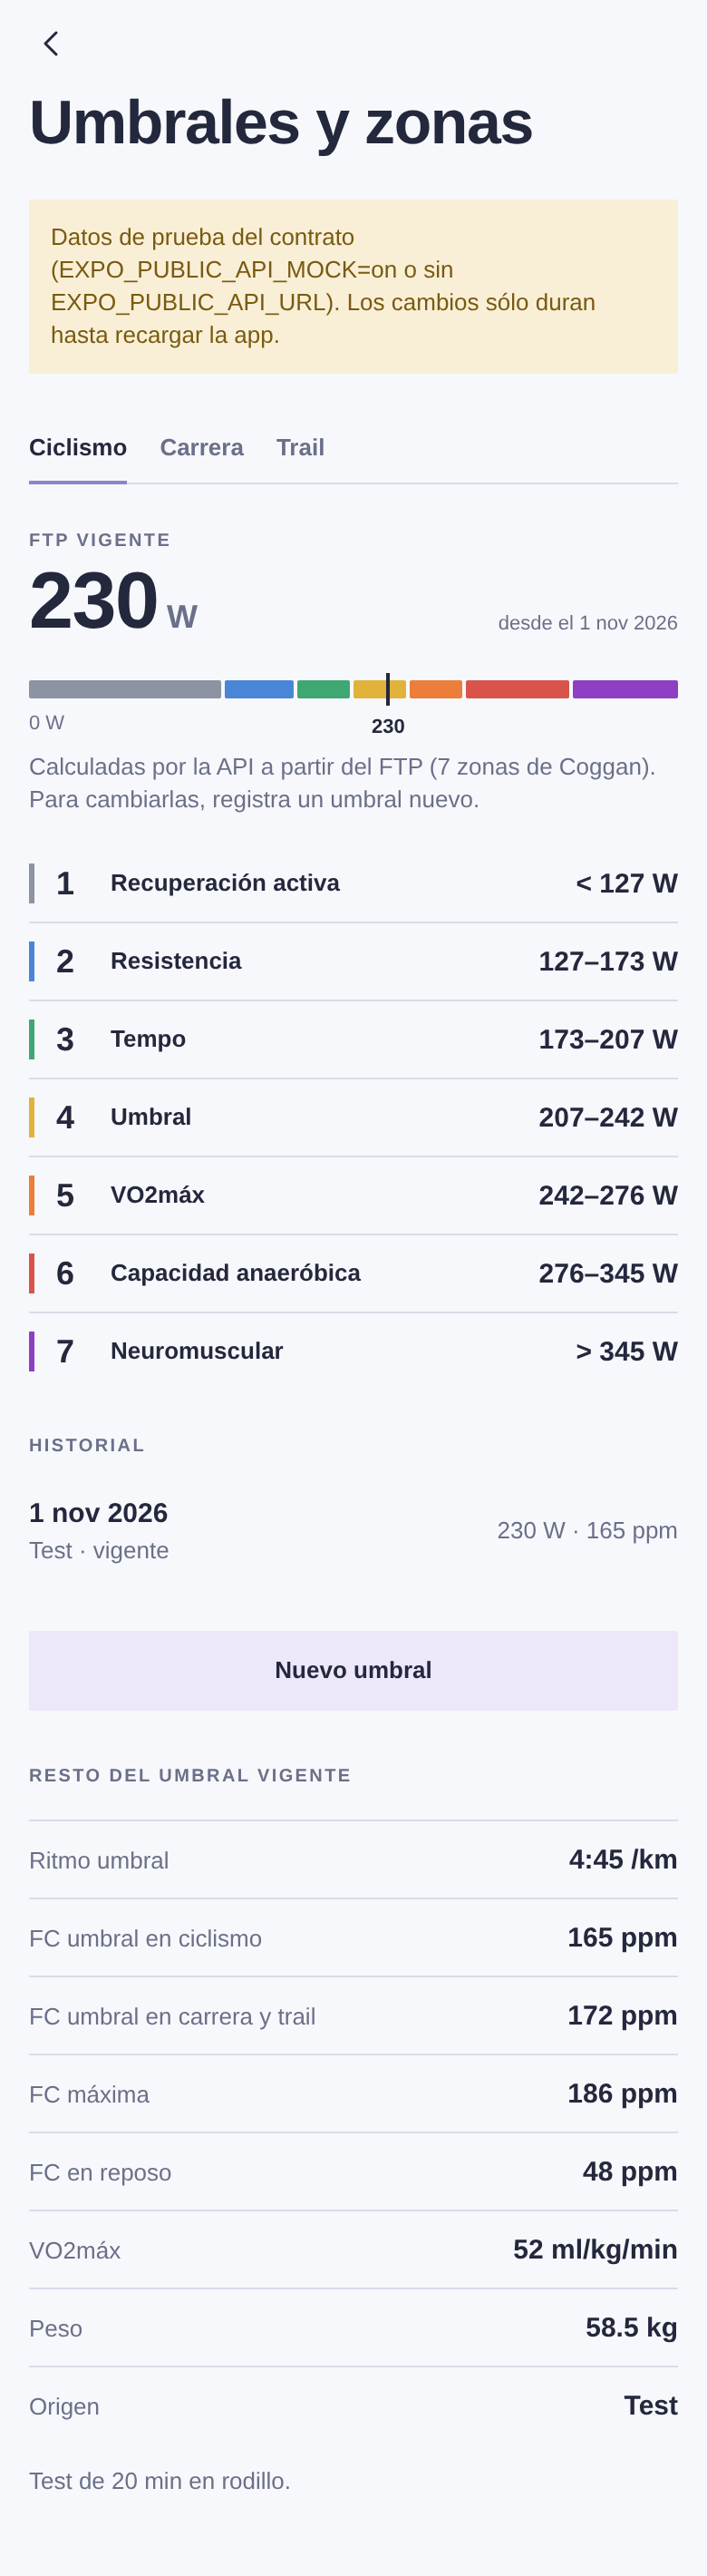 Umbrales y zonas
Datos de prueba del contrato
(EXPO_PUBLIC_API_MOCK=on o sin
EXPO_PUBLIC_API_URL). Los cambios sólo duran
hasta recargar la app.
Ciclismo Carrera Trail
FTP VIGENTE
230 W desde el 1 nov 2026
0 W 230
Calculadas por la API a partir del FTP (7 zonas de Coggan).
Para cambiarlas, registra un umbral nuevo.
1 Recuperación activa < 127 W
2 Resistencia 127–173 W
3 Tempo 173–207 W
4 Umbral 207–242 W
5 VO2máx 242–276 W
6 Capacidad anaeróbica 276–345 W
7 Neuromuscular > 345 W
HISTORIAL
1 nov 2026
Test · vigente
230 W · 165 ppm
Nuevo umbral
RESTO DEL UMBRAL VIGENTE
Ritmo umbral 4:45 /km
FC umbral en ciclismo 165 ppm
FC umbral en carrera y trail 172 ppm
FC máxima 186 ppm
FC en reposo 48 ppm
VO2máx 52 ml/kg/min
Peso 58.5 kg
Origen Test
Test de 20 min en rodillo.